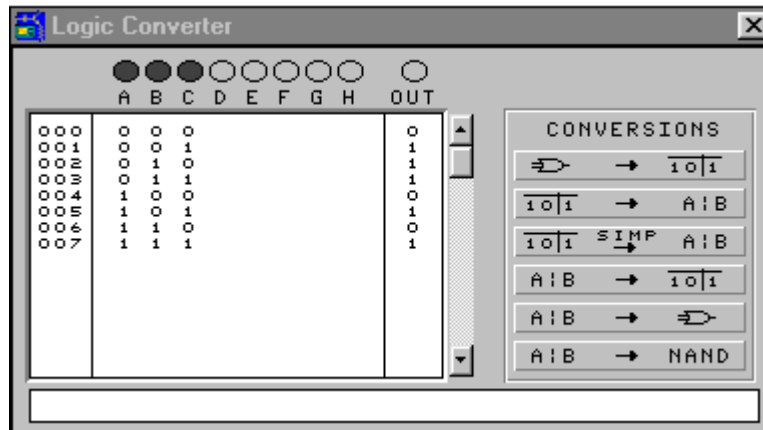 Logic Converter
A B C D E F G H OUT
000 0 0 0 0
001 0 0 1 1
002 0 1 0 1
003 0 1 1 1
004 1 0 0 0
005 1 0 1 1
006 1 1 0 0
007 1 1 1 1
CONVERSIONS
→ 10|1
10|1 → A|B
10|1 SIMP → A|B
A|B → 10|1
A|B →
A|B → NAND